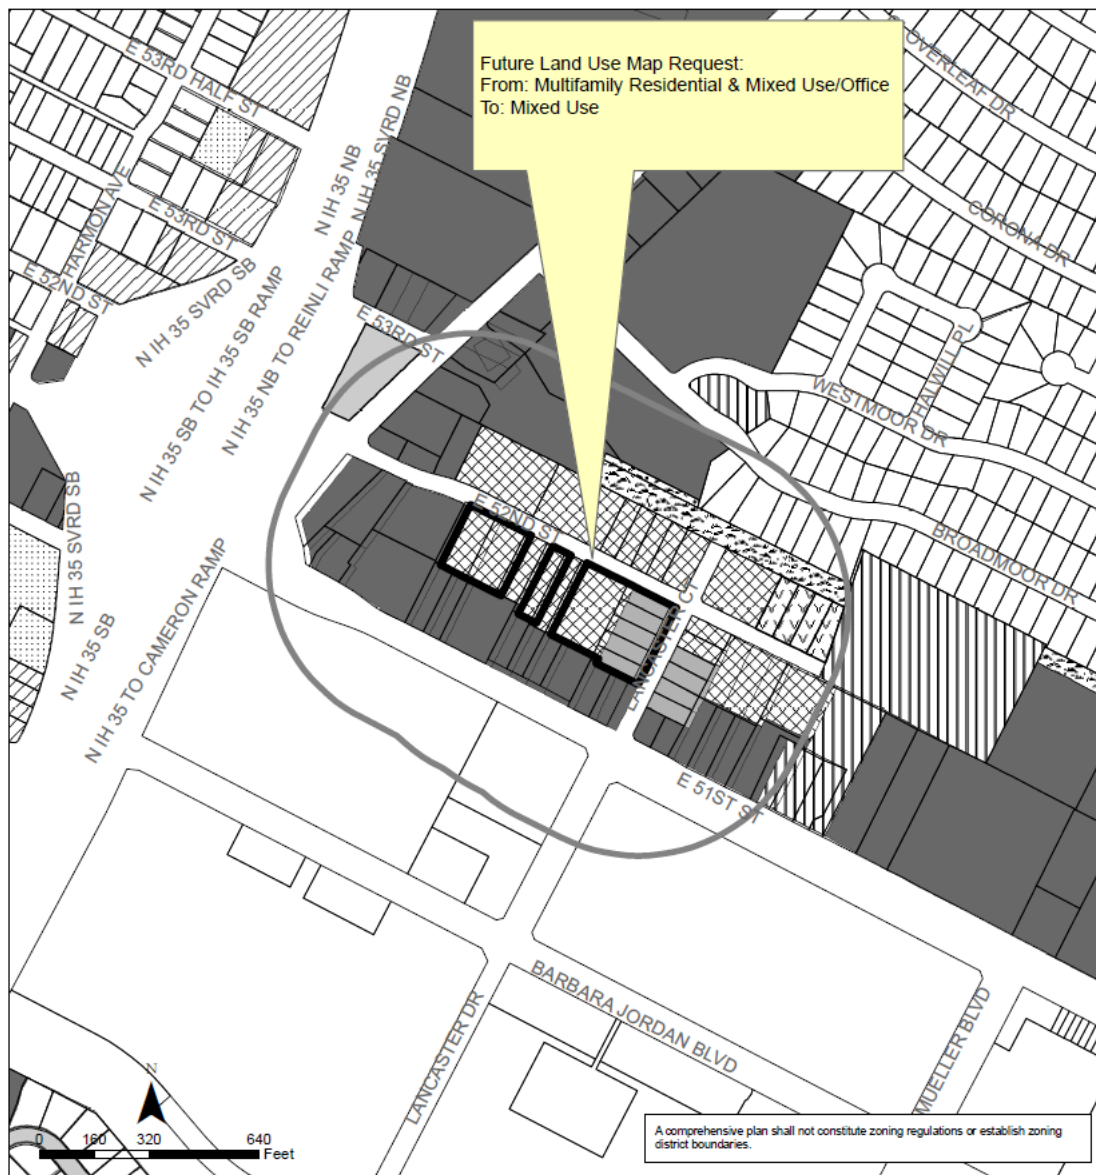 Future Land Use Map Request:
From: Multifamily Residential & Mixed Use/Office
To: Mixed Use
OVERLEAF DR
E 53RD HALF ST
N IH 35 SVRD NB
N IH 35 NB
HARMON AVE
E 53RD ST
CORONA DR
E 52ND ST
N IH 35 SVRD SB
N IH 35 SB TO IH 35 SB RAMP
N IH 35 NB TO REINLI RAMP
E 53RD ST
HALWILL PL
WESTMOOR DR
N IH 35 SVRD SB
E 52ND ST
BROADMOOR DR
N IH 35 SB
N IH 35 TO CAMERON RAMP
LANCASTER CT
E 51ST ST
BARBARA JORDAN BLVD
LANCASTER DR
MUELLER BLVD
N
0 160 320 640
Feet
A comprehensive plan shall not constitute zoning regulations or establish zoning
district boundaries.